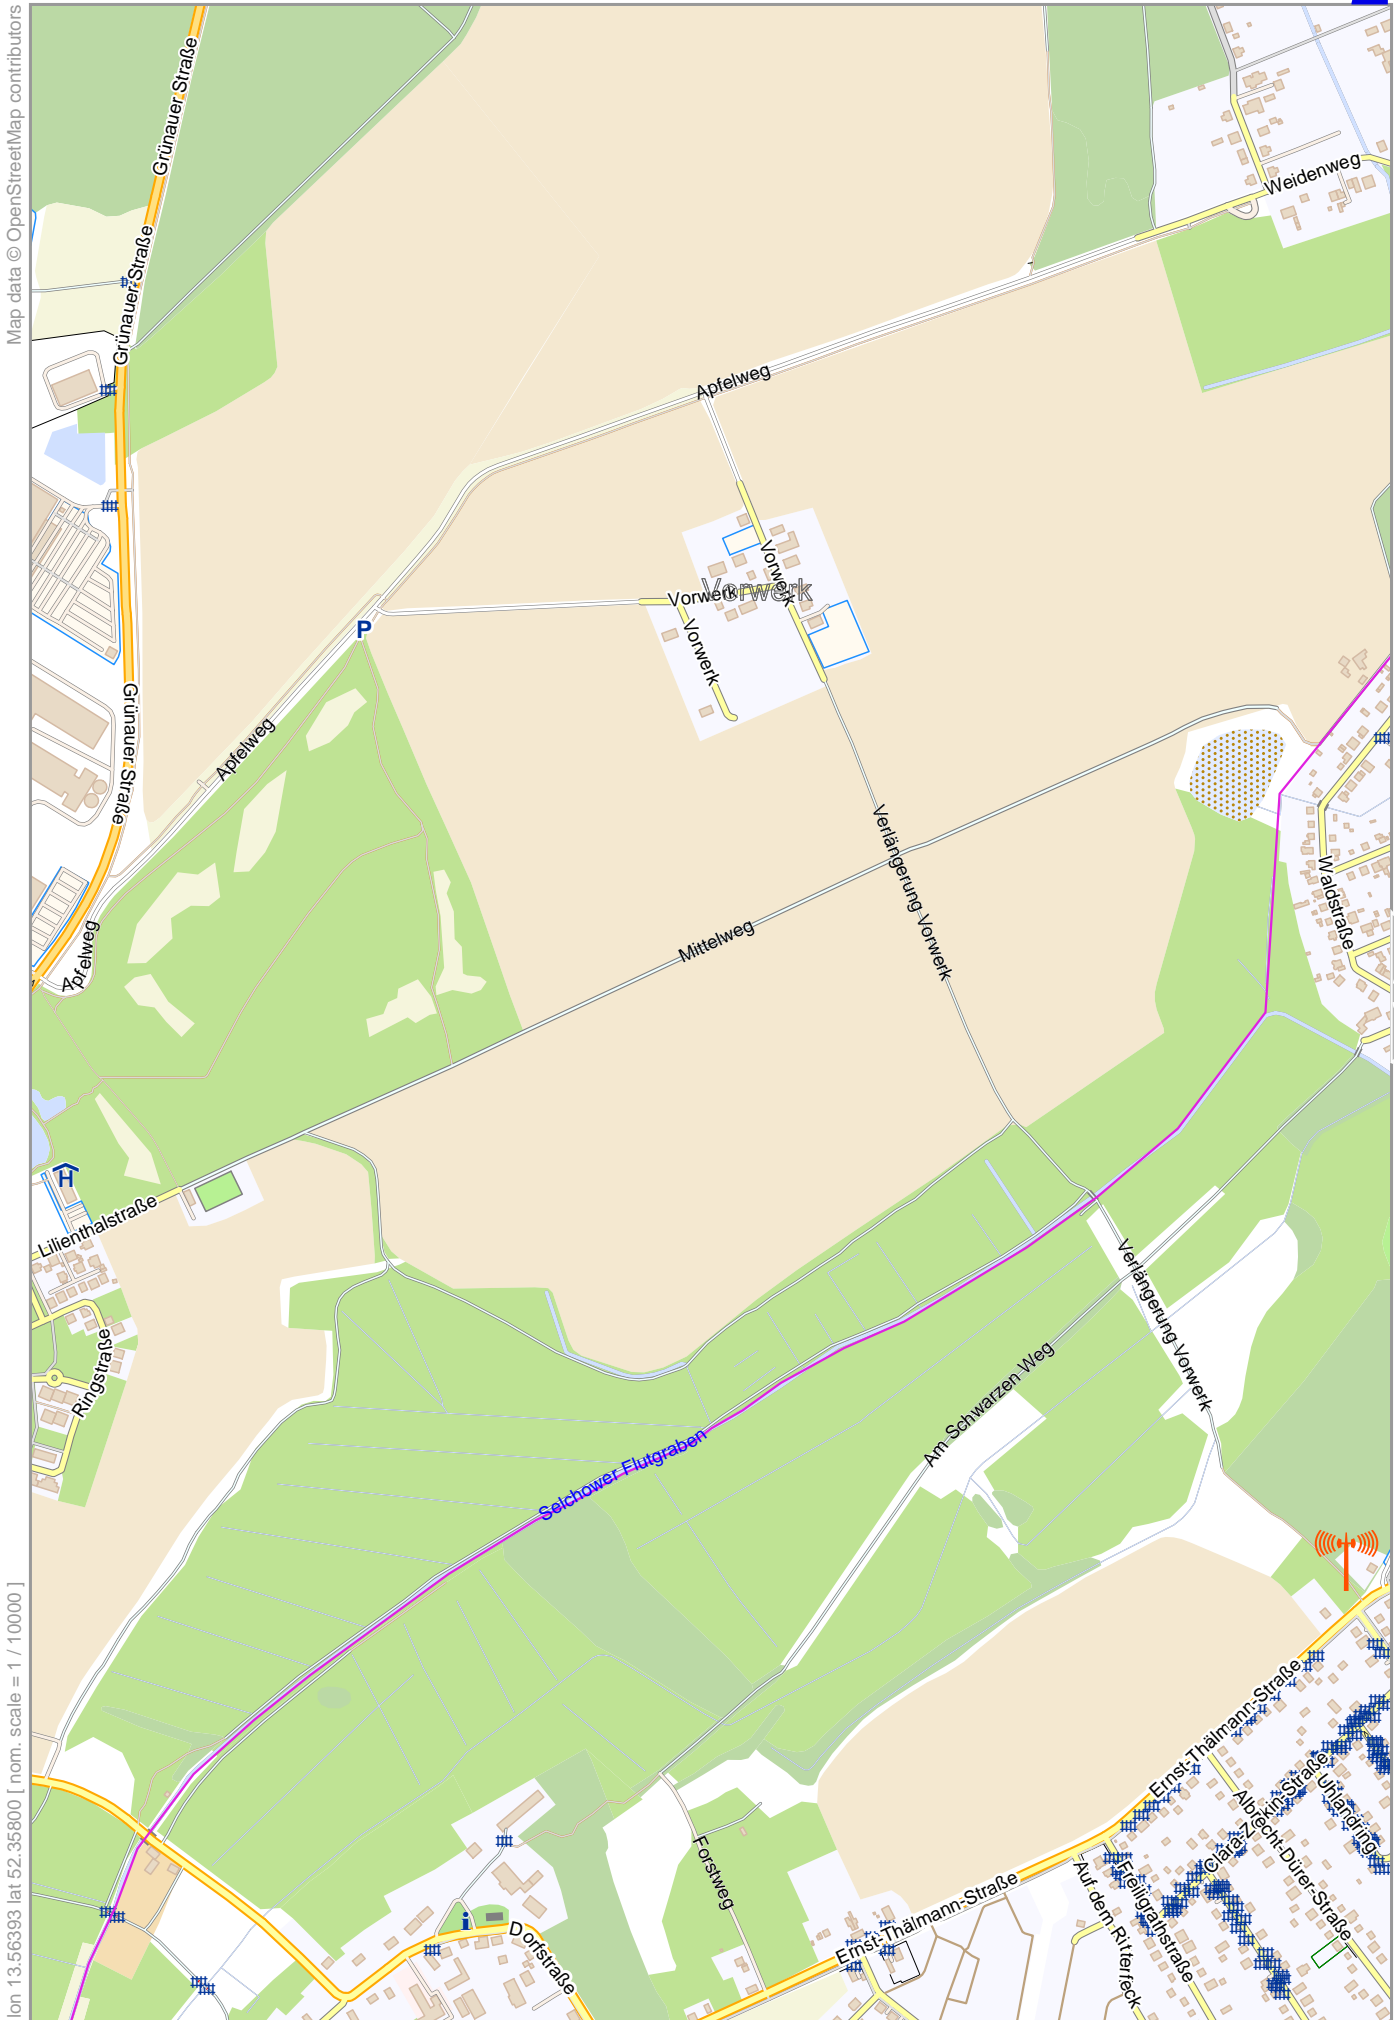 Map data © OpenStreetMap contributors
lon 13.56393 lat 52.35800 [ nom. scale = 1 / 10000 ]
Grünauer Straße
Weidenweg
Grünauer Straße
Apfelweg
Vorwerk
Vorwerk
Vorwerk
Vorwerk
P
Grünauer Straße
Apfelweg
Verlängerung Vorwerk
Waldstraße
Mittelweg
Apfelweg
H
Lilienthalstraße
Verlängerung Vorwerk
Ringstraße
Am Schwarzen Weg
Selchower Flutgraben
Ernst-Thälmann-Straße
Clara-Zetkin-Straße
Uhlandring
Albrecht-Dürer-Straße
Forstweg
Freiligrathstraße
Auf dem Ritterfleck
Ernst-Thälmann-Straße
i
Dorfstraße